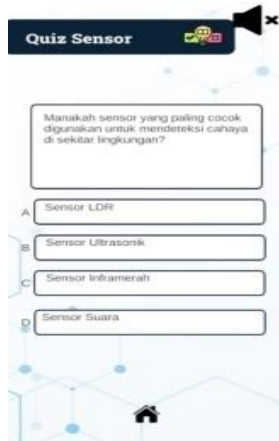 Quiz Sensor
Manakah sensor yang paling cocok
digunakan untuk mendeteksi cahaya
di sekitar lingkungan?
A Sensor LDR
B Sensor Ultrasonik
C Sensor Inframerah
D Sensor Suara